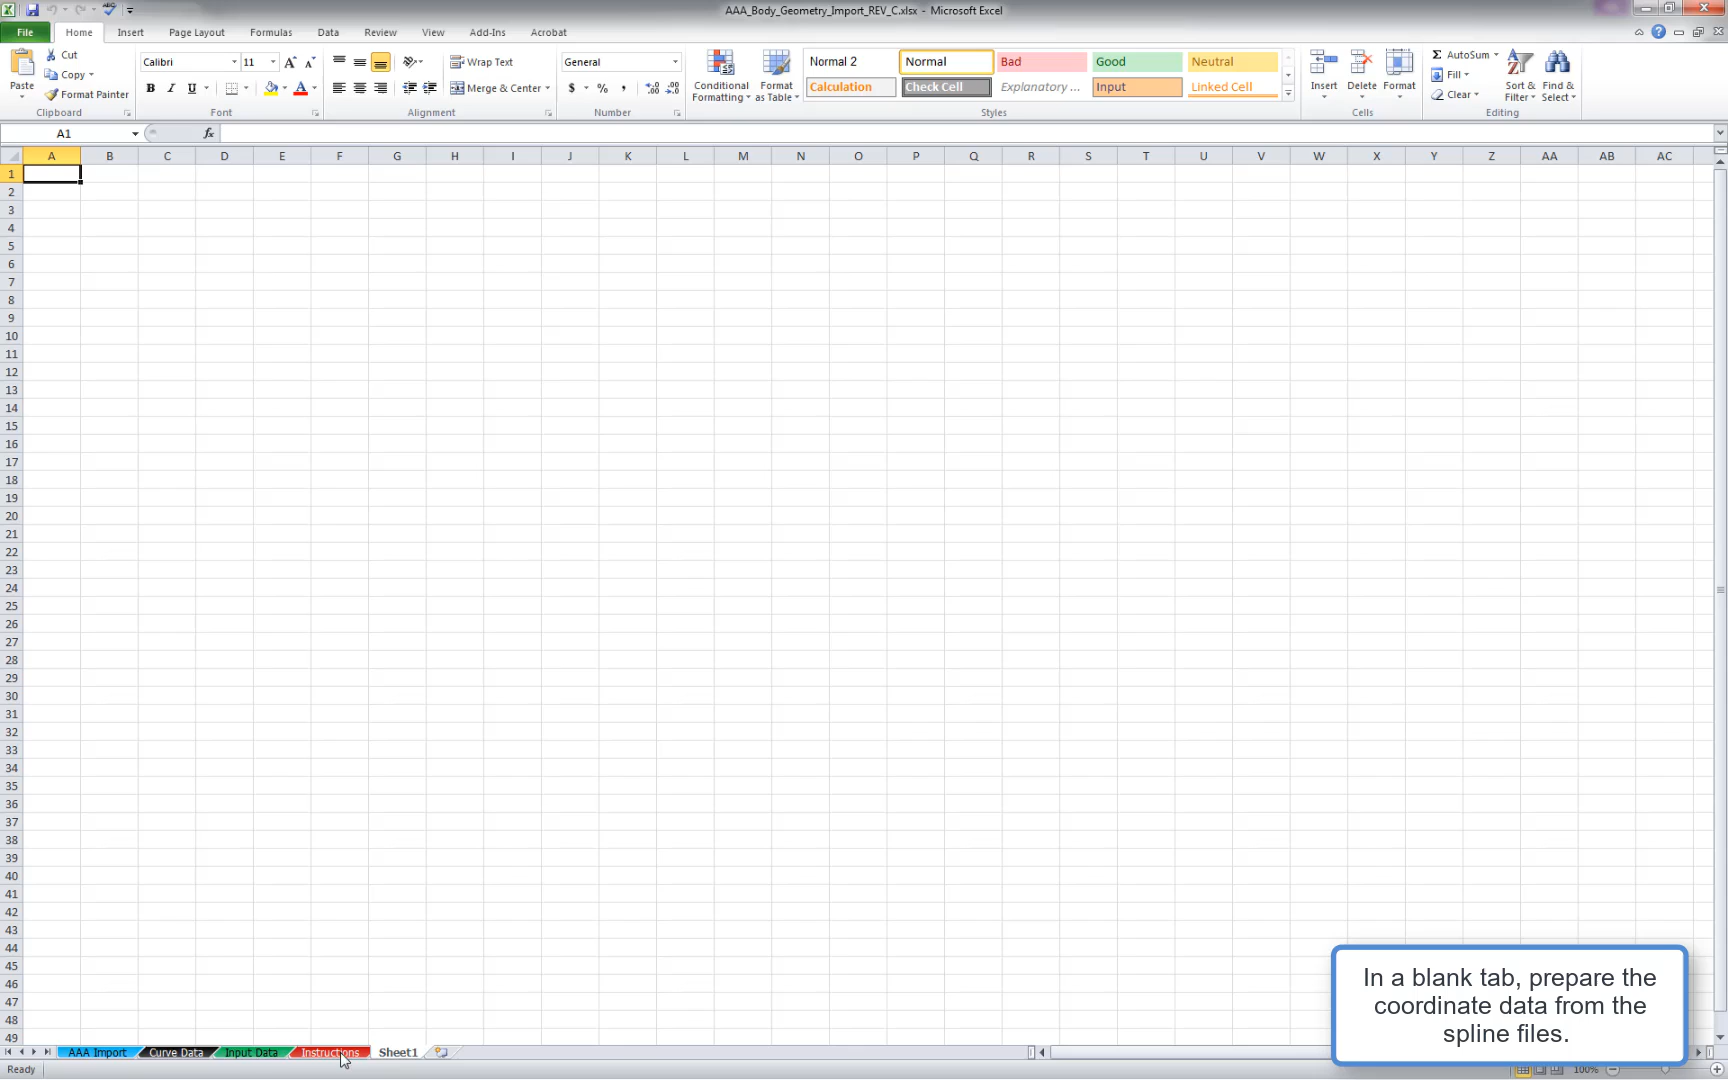 AAA_Body_Geometry_Import_REV_C.xlsx - Microsoft Excel
File Home Insert Page Layout Formulas Data Review View Add-Ins Acrobat
Paste
Cut
Copy
Format Painter
Clipboard
Calibri 11
B I U
Font
Wrap Text
Merge & Center
Alignment
General
$ % ,
Number
Conditional Formatting
Format as Table
Normal 2 Normal Bad Good Neutral
Calculation Check Cell Explanatory ... Input Linked Cell
Styles
Insert Delete Format
Cells
AutoSum
Fill
Clear
Sort & Filter
Find & Select
Editing
A1 fx
A B C D E F G H I J K L M N O P Q R S T U V W X Y Z AA AB AC
1
2
3
4
5
6
7
8
9
10
11
12
13
14
15
16
17
18
19
20
21
22
23
24
25
26
27
28
29
30
31
32
33
34
35
36
37
38
39
40
41
42
43
44
45
46
47
48
49
In a blank tab, prepare the
coordinate data from the
spline files.
AAA Import Curve Data Input Data Instructions Sheet1
Ready 100%